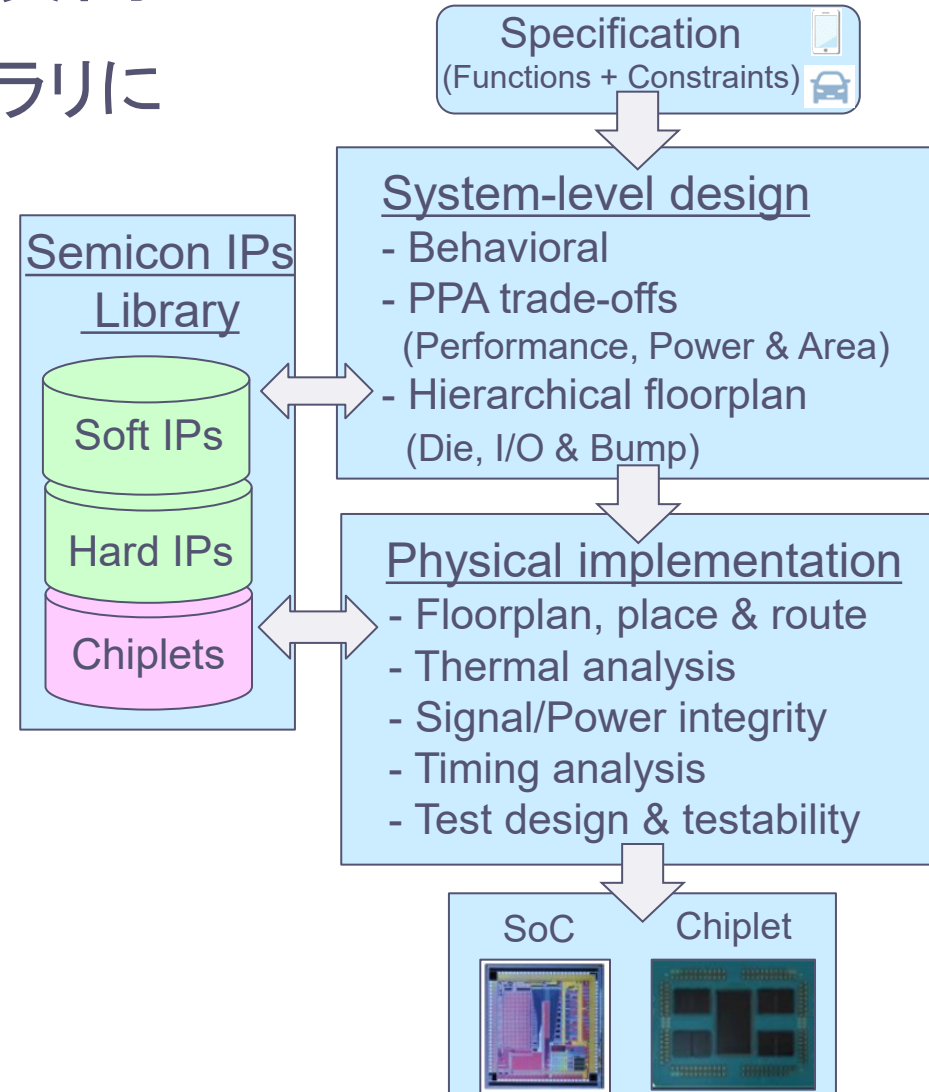 ラリに
Specification
(Functions + Constraints)
System-level design
- Behavioral
- PPA trade-offs
(Performance, Power & Area)
- Hierarchical floorplan
(Die, I/O & Bump)
Semicon IPs
Library
Soft IPs
Hard IPs
Chiplets
Physical implementation
- Floorplan, place & route
- Thermal analysis
- Signal/Power integrity
- Timing analysis
- Test design & testability
SoC
Chiplet